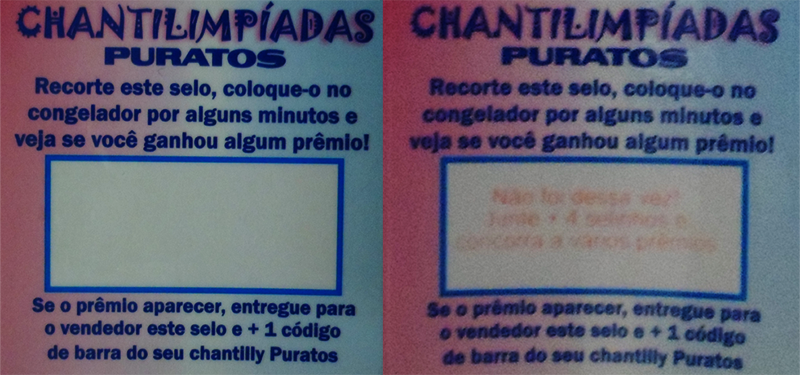 CHANTILIMPÍADAS
PURATOS
Recorte este selo, coloque-o no
congelador por alguns minutos e
veja se você ganhou algum prêmio!
Se o prêmio aparecer, entregue para
o vendedor este selo e + 1 código
de barra do seu chantilly Puratos
CHANTILIMPÍADAS
PURATOS
Recorte este selo, coloque-o no
congelador por alguns minutos e
veja se você ganhou algum prêmio!
Não foi dessa vez!
Junte + 4 selinhos e
concorra a vários prêmios
Se o prêmio aparecer, entregue para
o vendedor este selo e + 1 código
de barra do seu chantilly Puratos